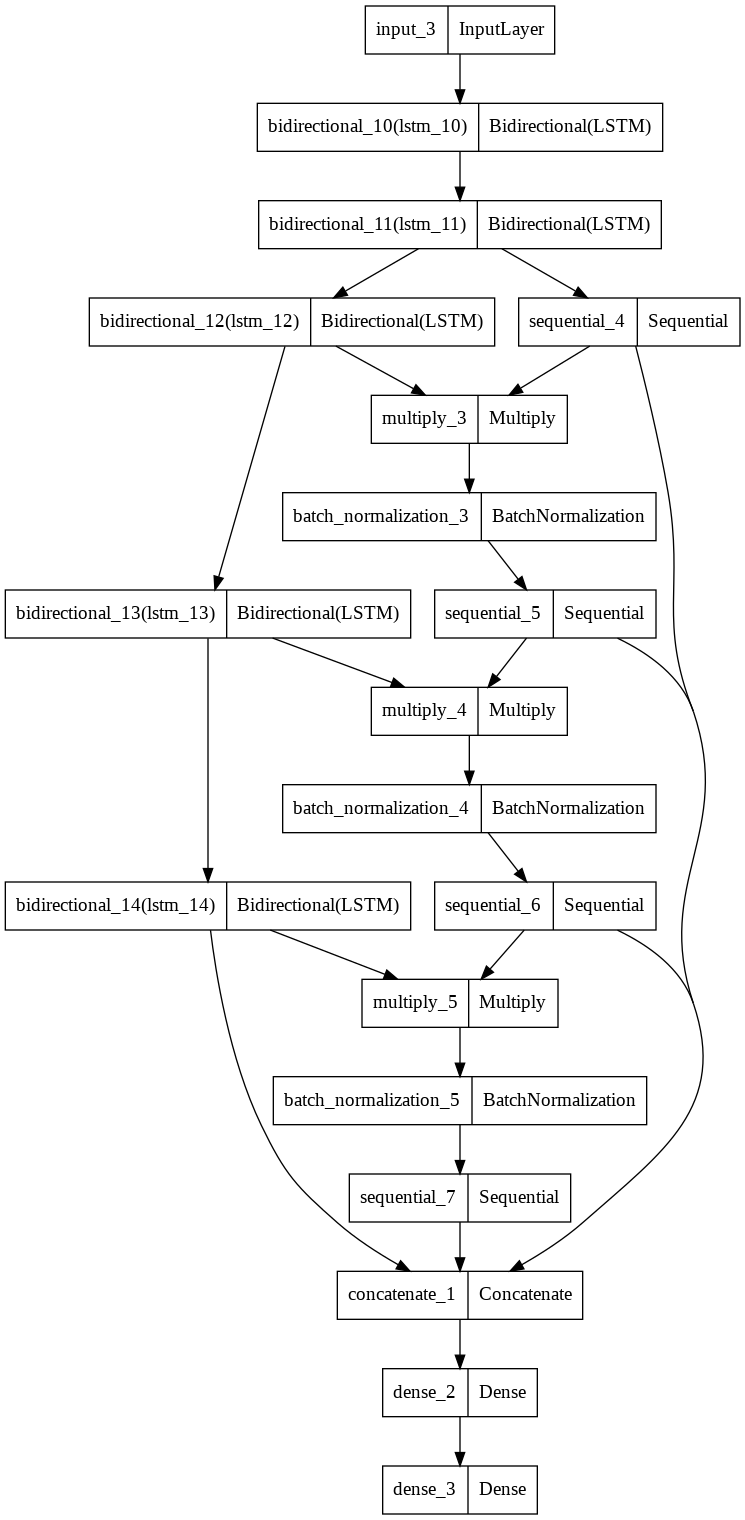 input_3 InputLayer
bidirectional_10(lstm_10) Bidirectional(LSTM)
bidirectional_11(lstm_11) Bidirectional(LSTM)
bidirectional_12(lstm_12) Bidirectional(LSTM) sequential_4 Sequential
multiply_3 Multiply
batch_normalization_3 BatchNormalization
bidirectional_13(lstm_13) Bidirectional(LSTM) sequential_5 Sequential
multiply_4 Multiply
batch_normalization_4 BatchNormalization
bidirectional_14(lstm_14) Bidirectional(LSTM) sequential_6 Sequential
multiply_5 Multiply
batch_normalization_5 BatchNormalization
sequential_7 Sequential
concatenate_1 Concatenate
dense_2 Dense
dense_3 Dense